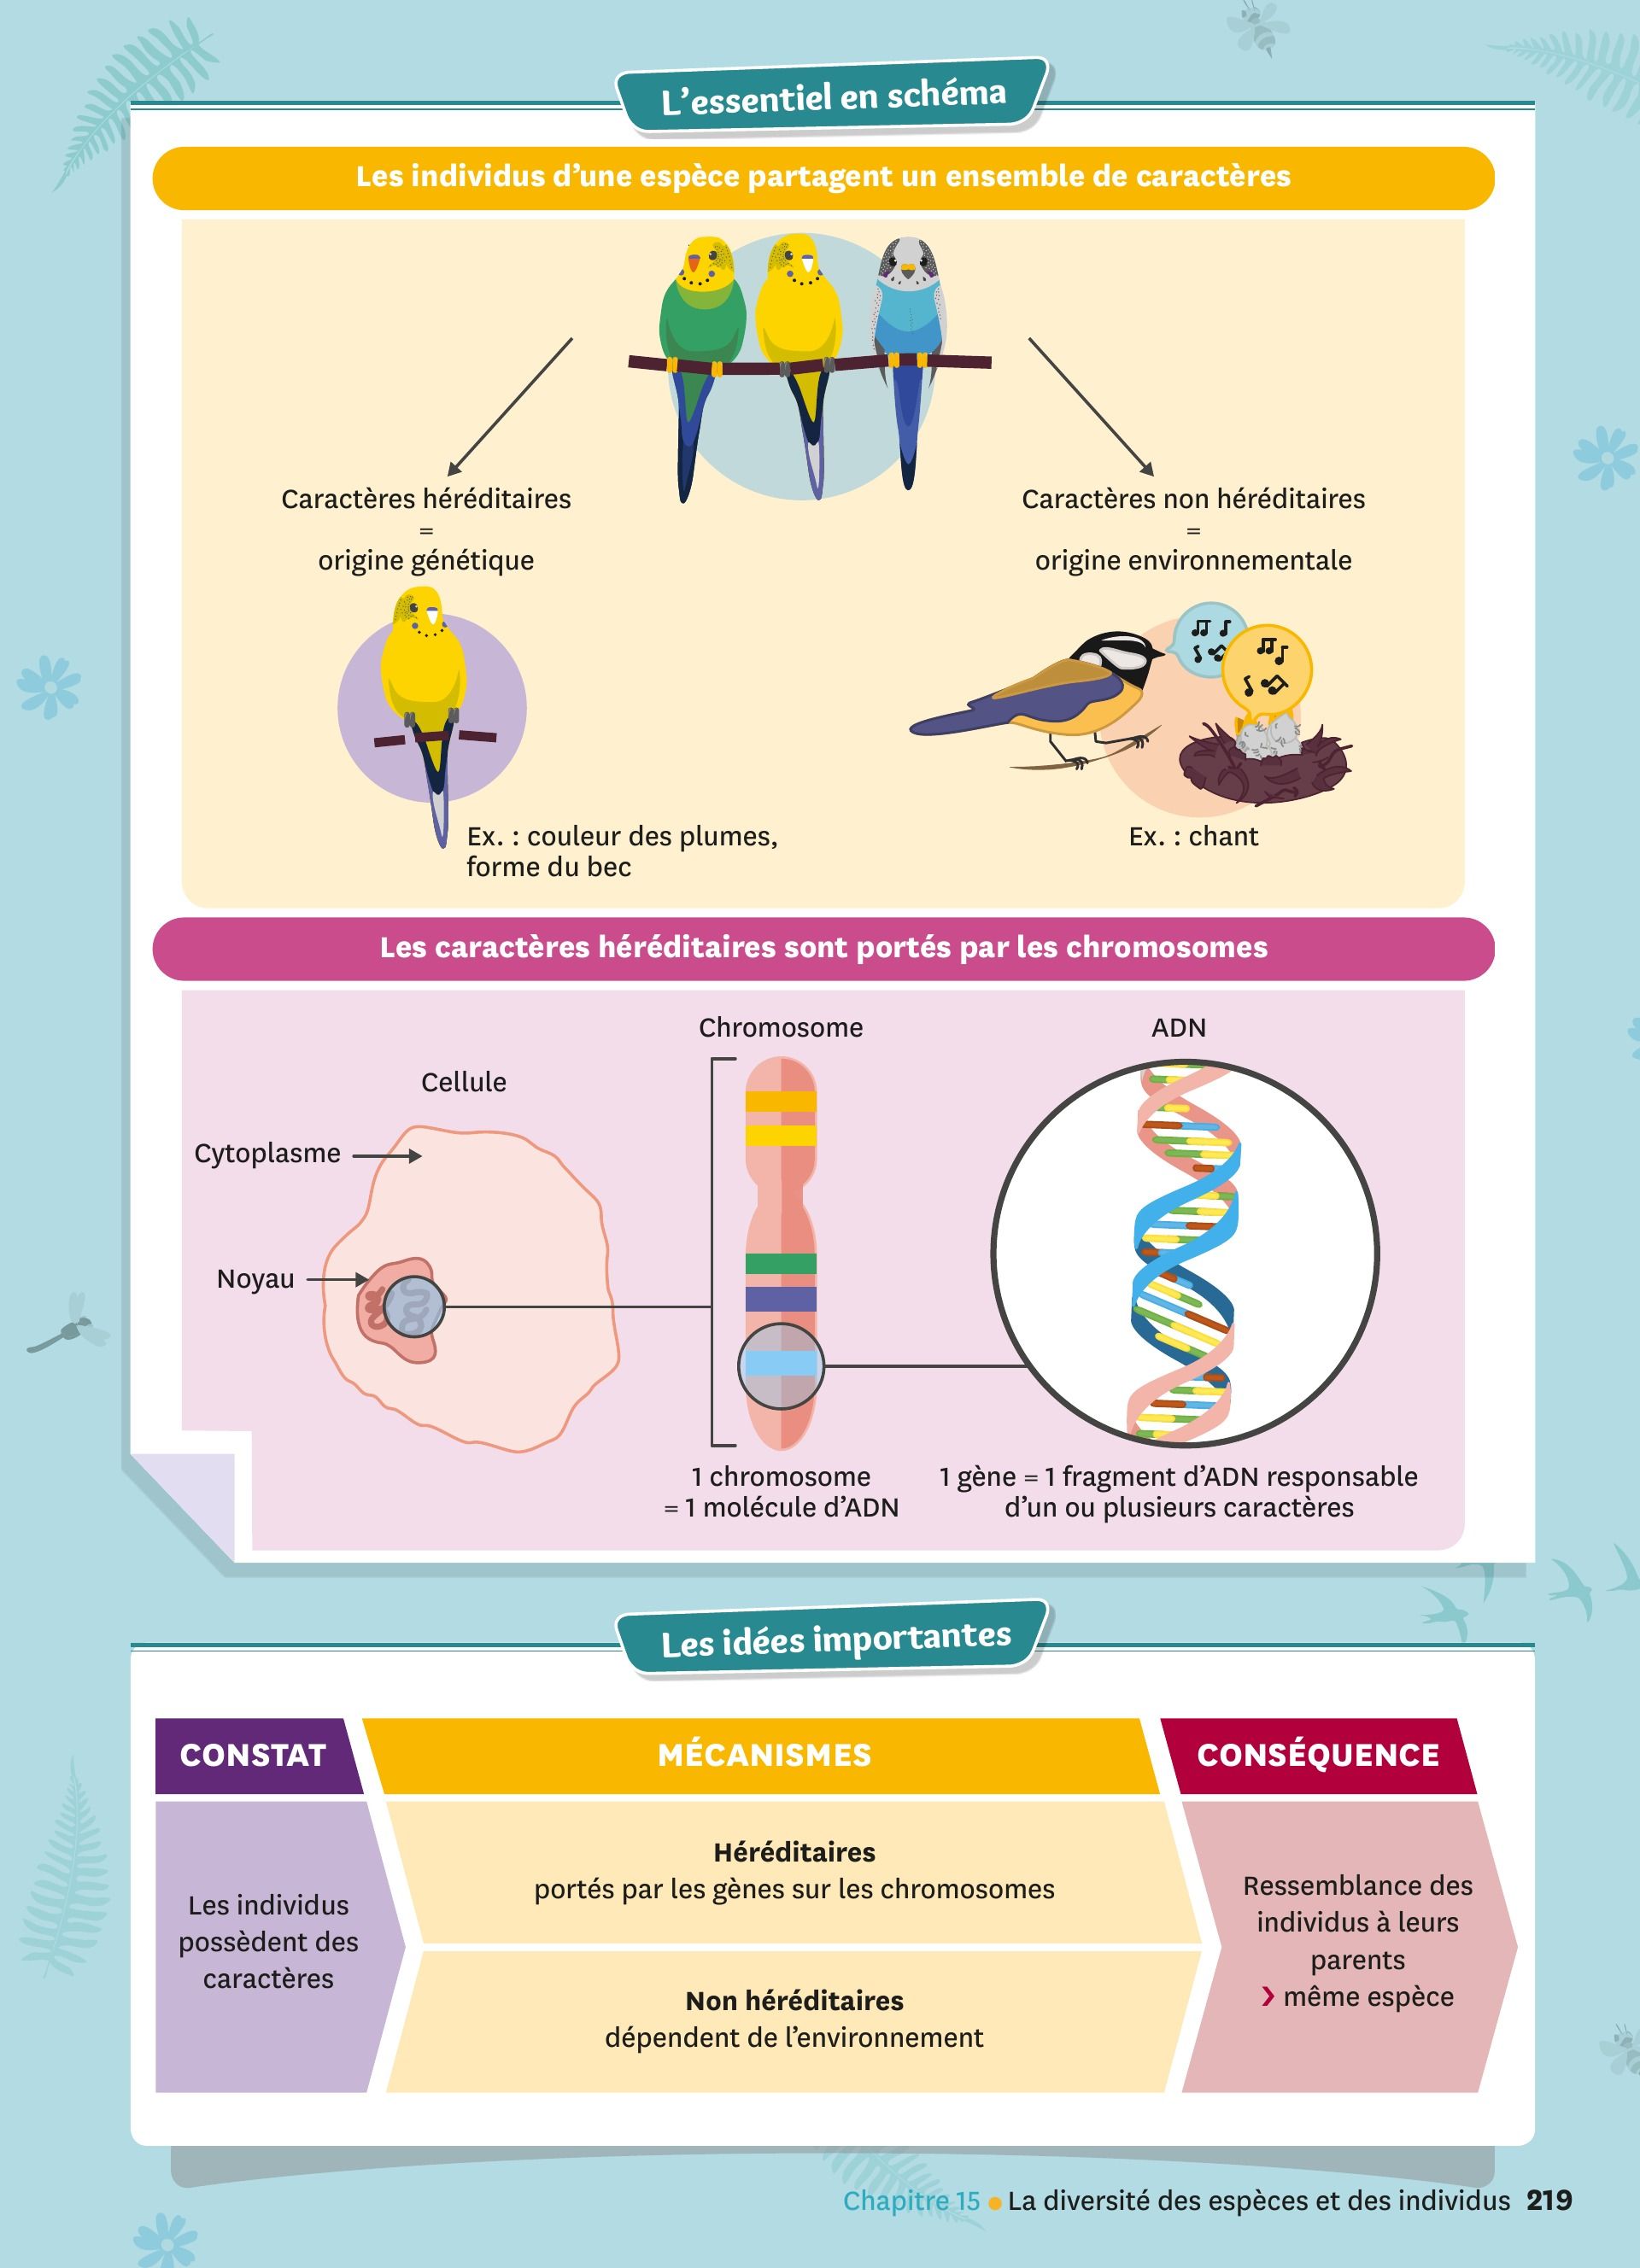 L'essentiel en schéma
Les individus d'une espèce partagent un ensemble de caractères
Caractères héréditaires
=
origine génétique
Caractères non héréditaires
=
origine environnementale
Ex. : couleur des plumes,
forme du bec
Ex. : chant
Les caractères héréditaires sont portés par les chromosomes
Cellule
Cytoplasme
Noyau
Chromosome
1 chromosome
= 1 molécule d'ADN
ADN
1 gène = 1 fragment d'ADN responsable
d'un ou plusieurs caractères
Les idées importantes
CONSTAT
Les individus
possèdent des
caractères
MÉCANISMES
Héréditaires
portés par les gènes sur les chromosomes
Non héréditaires
dépendent de l'environnement
CONSÉQUENCE
Ressemblance des
individus à leurs
parents
› même espèce
Chapitre 15 • La diversité des espèces et des individus 219